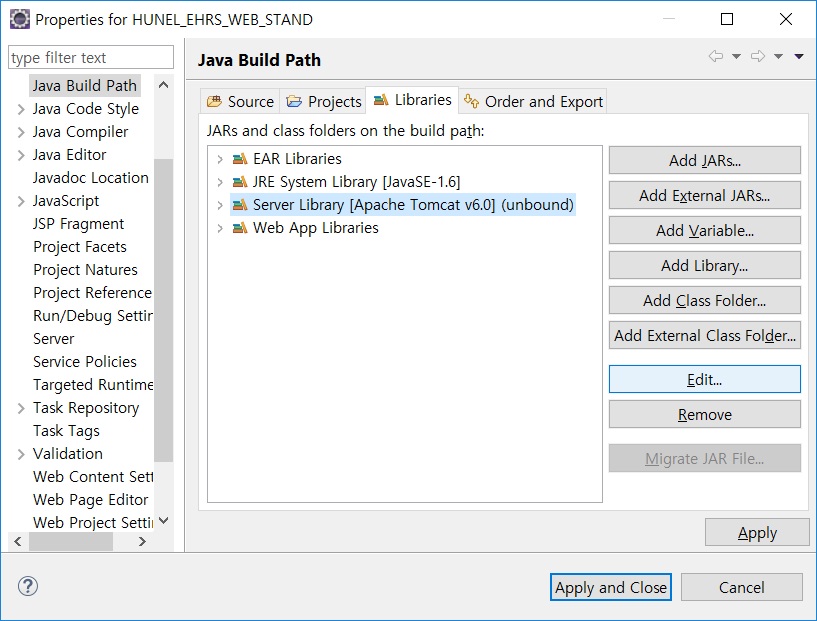 Properties for HUNEL_EHRS_WEB_STAND
type filter text
Java Build Path
Java Code Style
Java Compiler
Java Editor
Javadoc Location
JavaScript
JSP Fragment
Project Facets
Project Natures
Project Reference
Run/Debug Settin
Server
Service Policies
Targeted Runtime
Task Repository
Task Tags
Validation
Web Content Sett
Web Page Editor
Web Project Settin
Java Build Path
Source
Projects
Libraries
Order and Export
JARs and class folders on the build path:
EAR Libraries
JRE System Library [JavaSE-1.6]
Server Library [Apache Tomcat v6.0] (unbound)
Web App Libraries
Add JARs...
Add External JARs...
Add Variable...
Add Library...
Add Class Folder...
Add External Class Folder...
Edit...
Remove
Migrate JAR File...
Apply
?
Apply and Close
Cancel